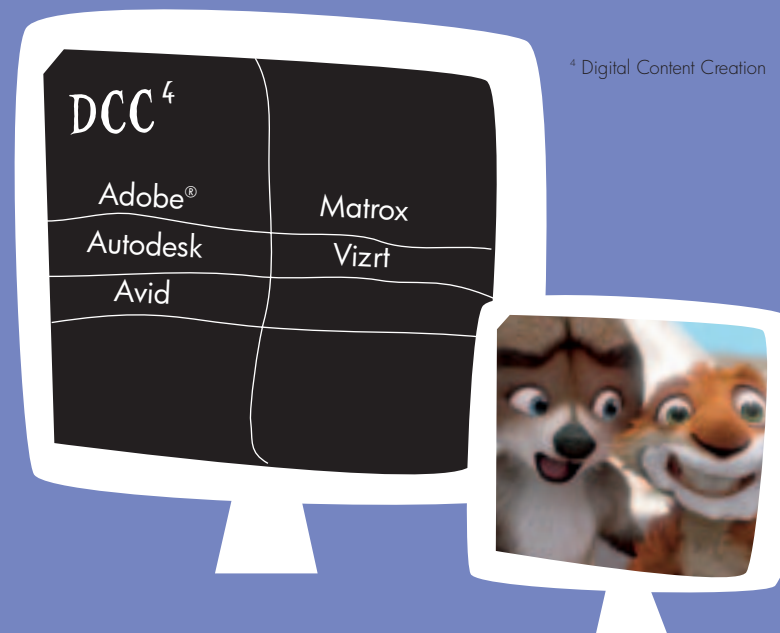 DCC⁴
Adobe®
Matrox
Autodesk
Vizrt
Avid
⁴ Digital Content Creation